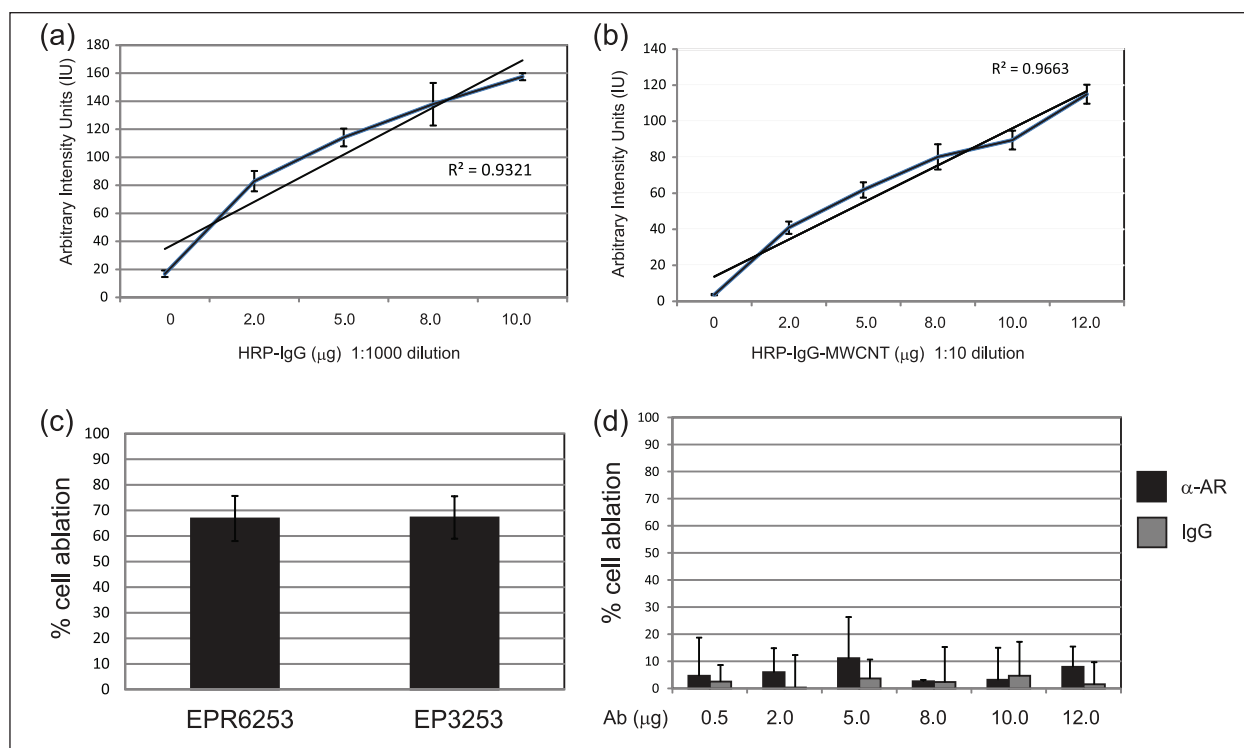 (a)
180
160
140
120
100
80
60
40
20
0
Arbitrary Intensity Units (IU)
R² = 0.9321
0 2.0 5.0 8.0 10.0
HRP-IgG (μg) 1:1000 dilution
(b)
140
120
100
80
60
40
20
0
Arbitrary Intensity Units (IU)
R² = 0.9663
0 2.0 5.0 8.0 10.0 12.0
HRP-IgG-MWCNT (μg) 1:10 dilution
(c)
100
90
80
70
60
50
40
30
20
10
0
% cell ablation
EPR6253 EP3253
(d)
100
90
80
70
60
50
40
30
20
10
0
% cell ablation
Ab (μg) 0.5 2.0 5.0 8.0 10.0 12.0
α-AR
IgG